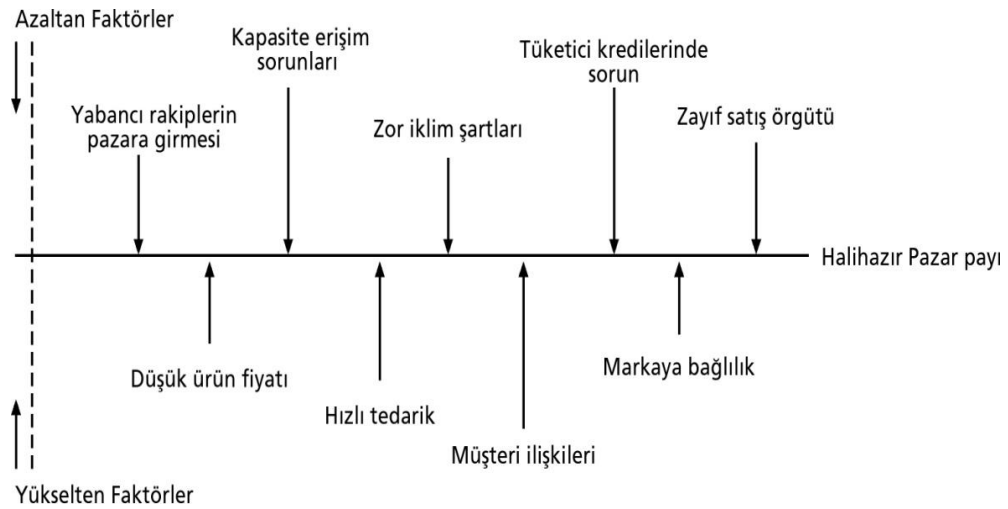 Azaltan Faktörler
Kapasite erişim
sorunları
Tüketici kredilerinde
sorun
Yabancı rakiplerin
pazara girmesi
Zor iklim şartları
Zayıf satış örgütü
Halihazır Pazar payı
Düşük ürün fiyatı
Hızlı tedarik
Müşteri ilişkileri
Markaya bağlılık
Yükselten Faktörler